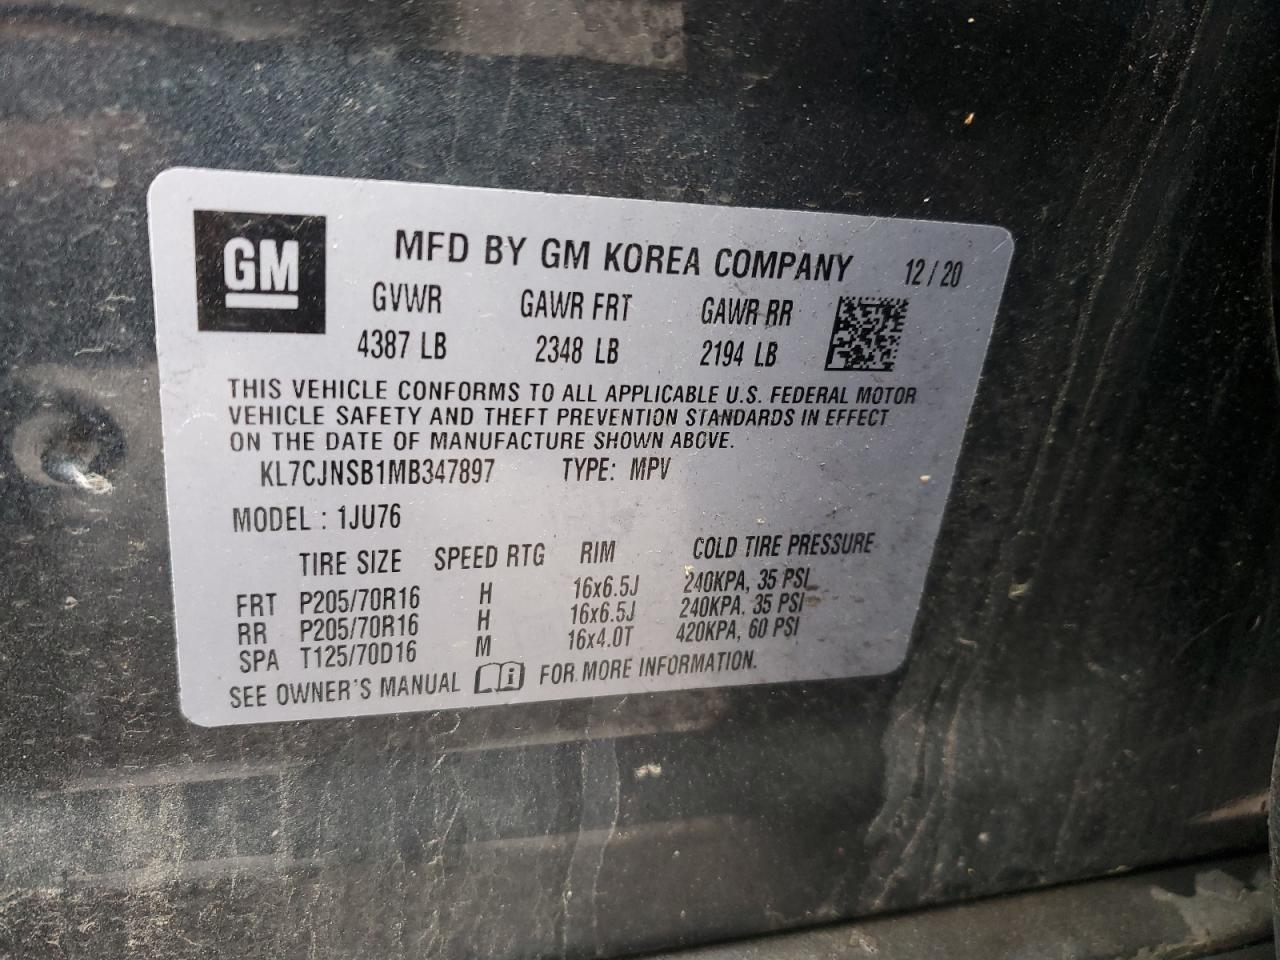 GM
MFD BY GM KOREA COMPANY 12/20
GVWR GAWR FRT GAWR RR
4387 LB 2348 LB 2194 LB
THIS VEHICLE CONFORMS TO ALL APPLICABLE U.S. FEDERAL MOTOR
VEHICLE SAFETY AND THEFT PREVENTION STANDARDS IN EFFECT
ON THE DATE OF MANUFACTURE SHOWN ABOVE.
KL7CJNSB1MB347897 TYPE: MPV
MODEL : 1JU76
TIRE SIZE SPEED RTG RIM COLD TIRE PRESSURE
FRT P205/70R16 H 16x6.5J 240KPA, 35 PSI
RR P205/70R16 H 16x6.5J 240KPA, 35 PSI
SPA T125/70D16 M 16x4.0T 420KPA, 60 PSI
SEE OWNER'S MANUAL i FOR MORE INFORMATION.